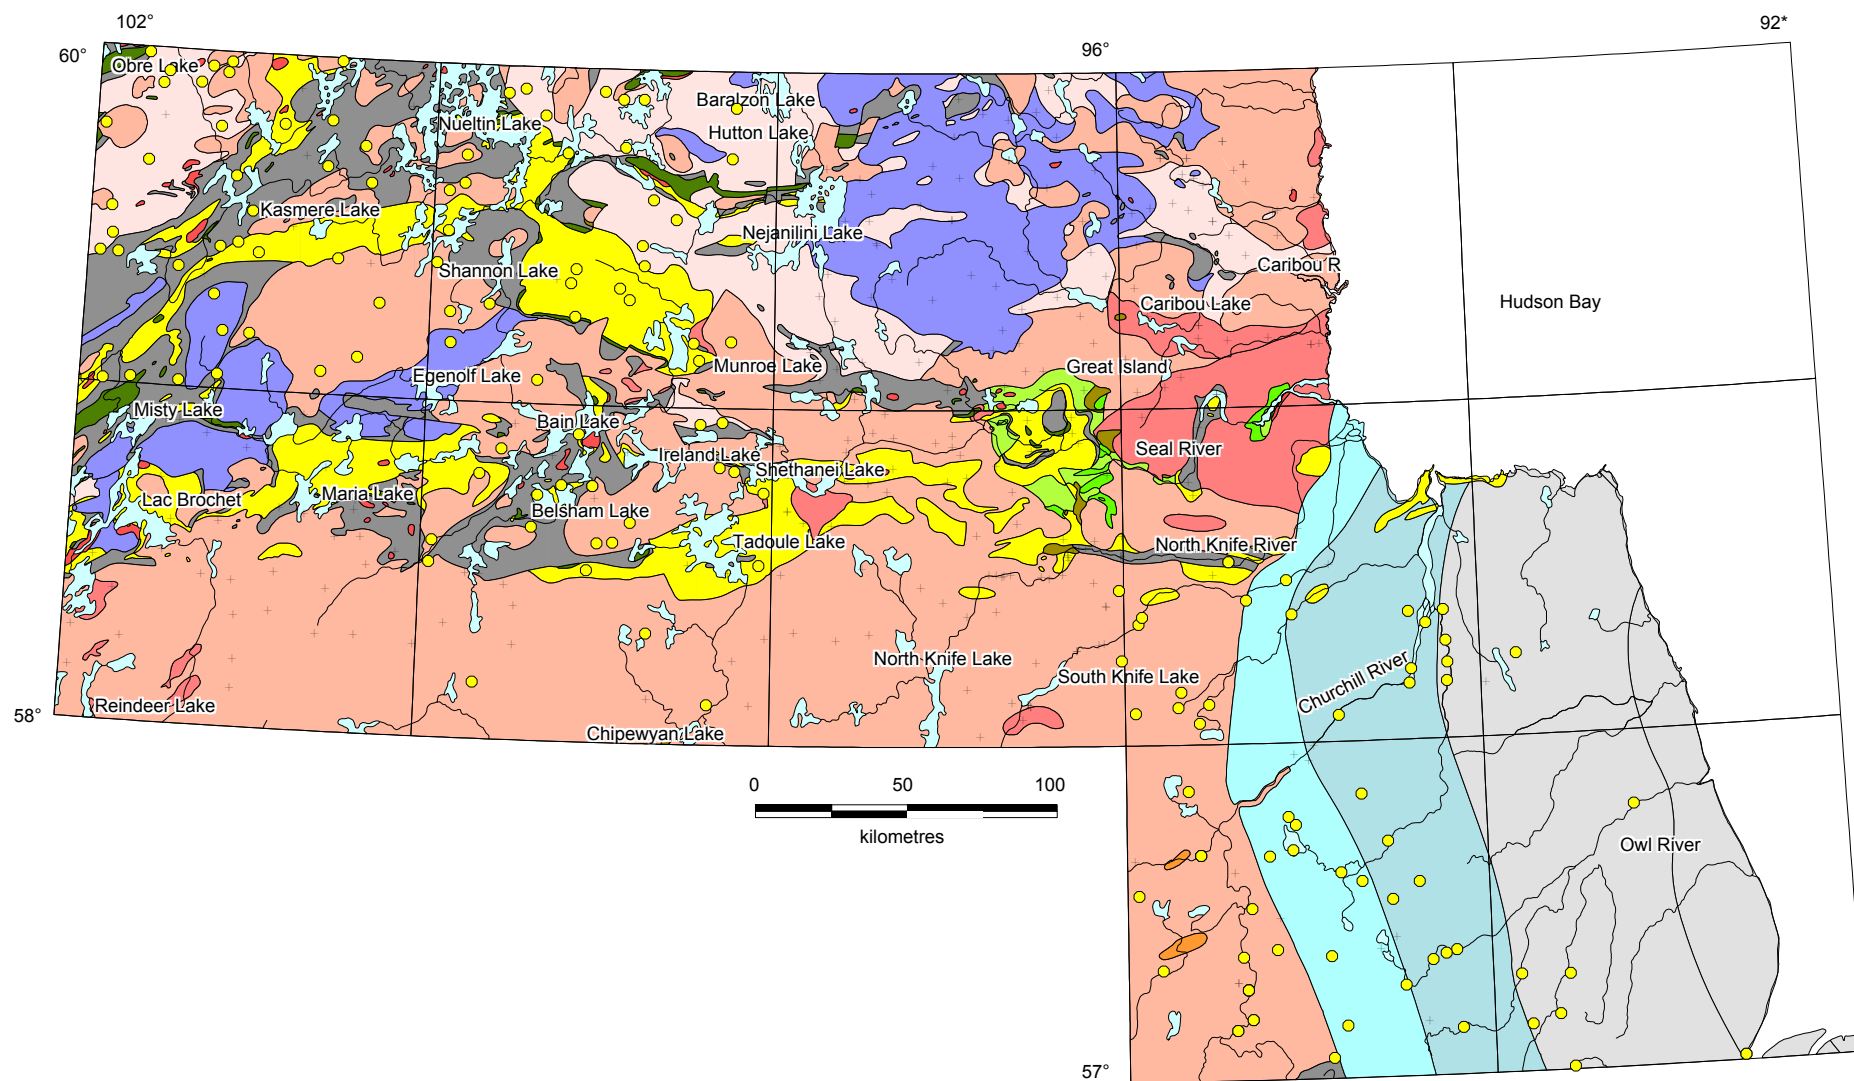 102°
92*
60°
96°
Obre Lake
Baralzon Lake
Nueltin Lake
Hutton Lake
Kasmere Lake
Nejanilini Lake
Caribou R
Shannon Lake
Caribou Lake
Hudson Bay
Munroe Lake
Great Island
Egenolf Lake
Misty Lake
Bain Lake
Seal River
Ireland Lake
Shethanei Lake
Lac Brochet
Maria Lake
Belsham Lake
Tadoule Lake
North Knife River
North Knife Lake
South Knife Lake
Churchill River
Reindeer Lake
58°
Chipewyan Lake
0 50 100
kilometres
Owl River
57°